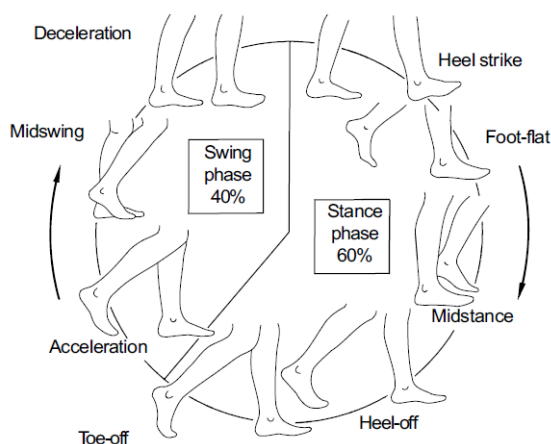 Deceleration
Heel strike
Midswing
Foot-flat
Swing
phase
40%
Stance
phase
60%
Midstance
Acceleration
Heel-off
Toe-off